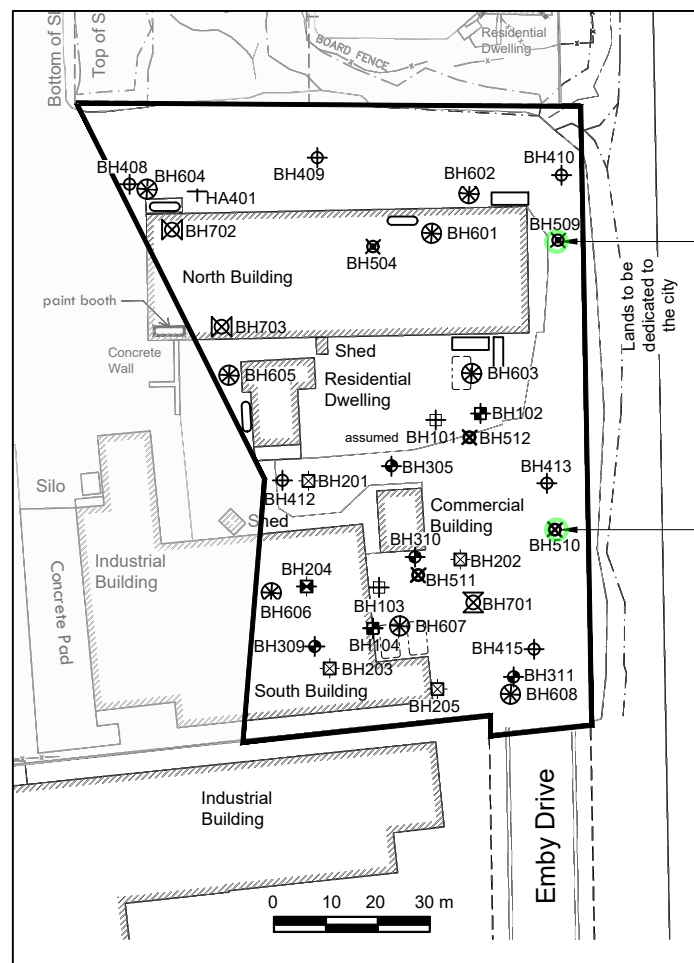 Bottom of Sl
Top of S
BOARD FENCE
Residential
Dwelling
BH408
BH604
BH409
BH602
BH410
HA401
BH702
BH601
BH509
BH504
North Building
Lands to be
dedicated to
the city
paint booth
BH703
Concrete
Wall
Shed
BH605
Residential
Dwelling
BH603
BH102
assumed
BH101
BH512
BH305
BH413
Silo
BH412
BH201
Shed
Commercial
Building
BH510
BH310
Industrial
Building
BH204
BH202
BH511
Concrete Pad
BH606
BH103
BH701
BH607
BH104
BH309
BH415
BH203
BH311
South Building
BH205
BH608
Industrial
Building
Emby Drive
0 10 20 30 m